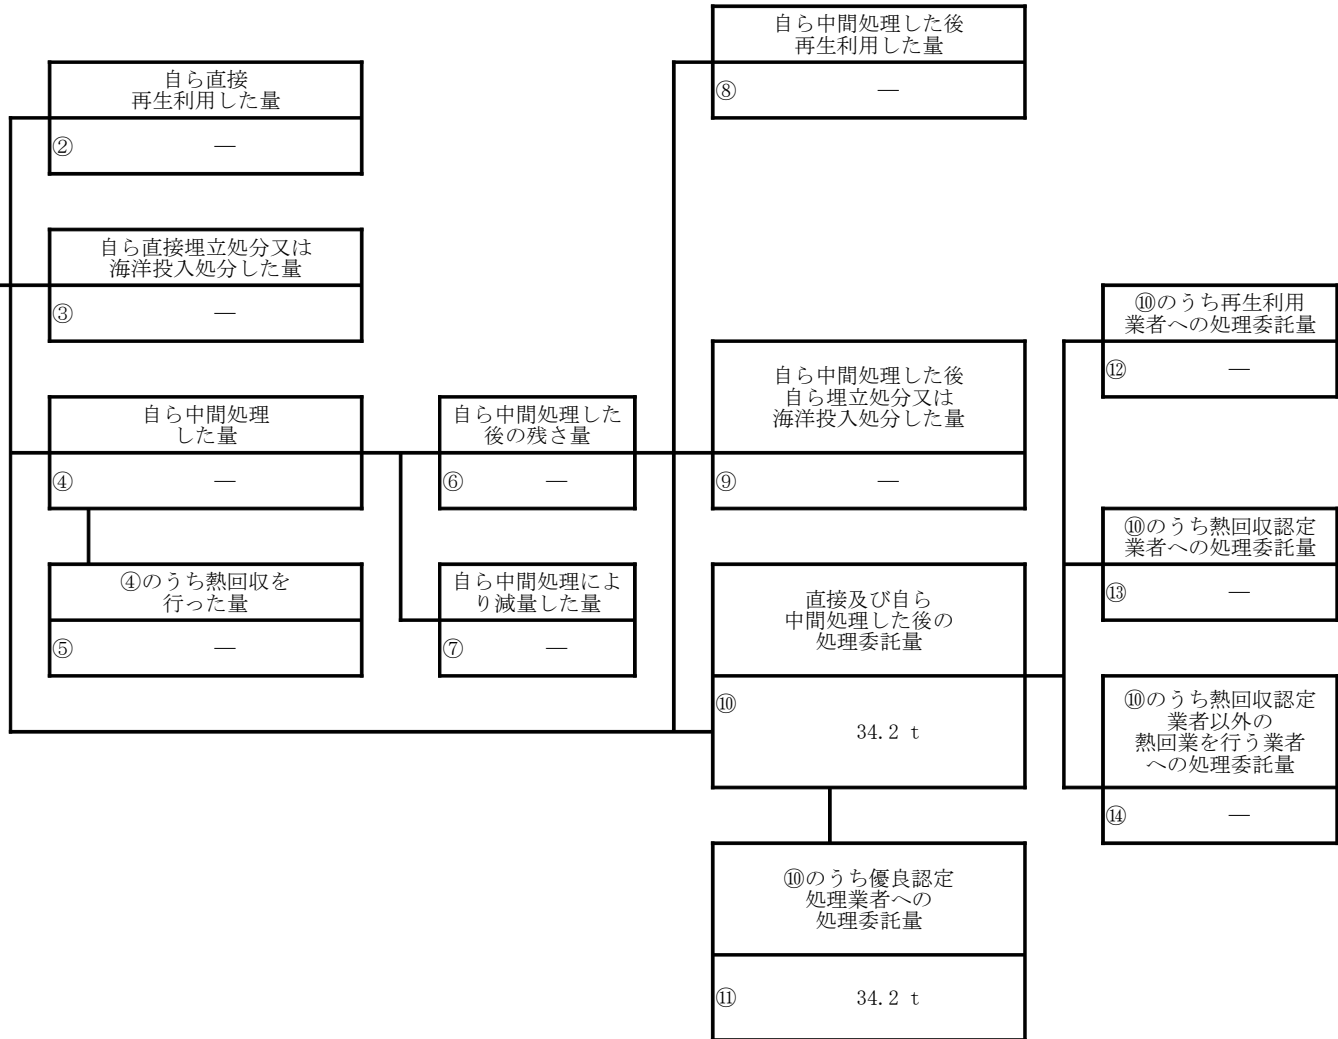 自ら中間処理した後
再生利用した量
⑧ —
自ら直接
再生利用した量
② —
自ら直接埋立処分又は
海洋投入処分した量
③ —
⑩のうち再生利用
業者への処理委託量
⑫ —
自ら中間処理した後
自ら埋立処分又は
海洋投入処分した量
⑨ —
自ら中間処理
した量
④ —
自ら中間処理した
後の残さ量
⑥ —
⑩のうち熱回収認定
業者への処理委託量
⑬ —
④のうち熱回収を
行った量
⑤ —
自ら中間処理によ
り減量した量
⑦ —
直接及び自ら
中間処理した後の
処理委託量
⑩ 34.2 t
⑩のうち熱回収認定
業者以外の
熱回業を行う業者
への処理委託量
⑭ —
⑩のうち優良認定
処理業者への
処理委託量
⑪ 34.2 t